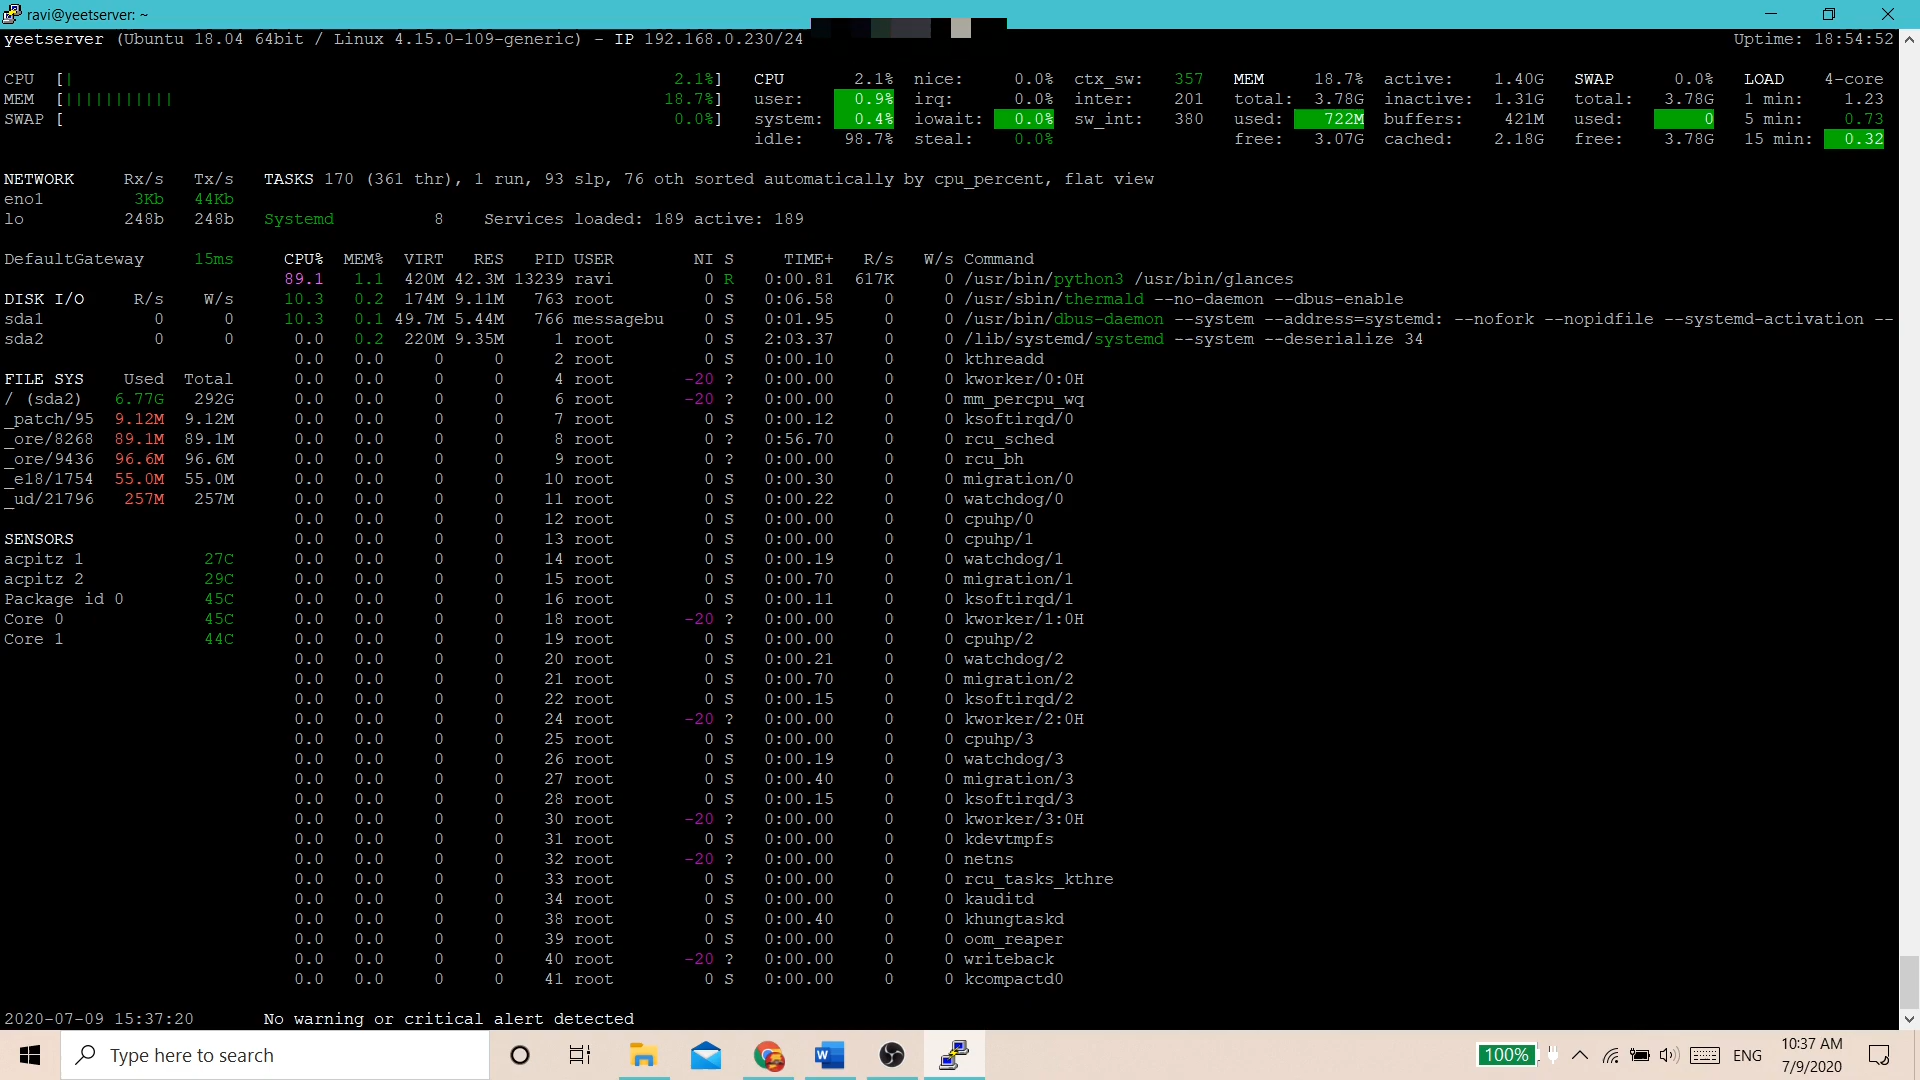 ravi@yeetserver: ~
yeetserver (Ubuntu 18.04 64bit / Linux 4.15.0-109-generic) - IP 192.168.0.230/24 Uptime: 18:54:52
CPU [| 2.1%] CPU 2.1% nice: 0.0% ctx_sw: 357 MEM 18.7% active: 1.40G SWAP 0.0% LOAD 4-core
MEM [||||||||||| 18.7%] user: 0.9% irq: 0.0% inter: 201 total: 3.78G inactive: 1.31G total: 3.78G 1 min: 1.23
SWAP [ 0.0%] system: 0.4% iowait: 0.0% sw_int: 380 used: 722M buffers: 421M used: 0 5 min: 0.73
idle: 98.7% steal: 0.0% free: 3.07G cached: 2.18G free: 3.78G 15 min: 0.32
NETWORK Rx/s Tx/s TASKS 170 (361 thr), 1 run, 93 slp, 76 oth sorted automatically by cpu_percent, flat view
eno1 3Kb 44Kb
lo 248b 248b Systemd 8 Services loaded: 189 active: 189
DefaultGateway 15ms CPU% MEM% VIRT RES PID USER NI S TIME+ R/s W/s Command
89.1 1.1 420M 42.3M 13239 ravi 0 R 0:00.81 617K 0 /usr/bin/python3 /usr/bin/glances
DISK I/O R/s W/s 10.3 0.2 174M 9.11M 763 root 0 S 0:06.58 0 0 /usr/sbin/thermald --no-daemon --dbus-enable
sda1 0 0 10.3 0.1 49.7M 5.44M 766 messagebu 0 S 0:01.95 0 0 /usr/bin/dbus-daemon --system --address=systemd: --nofork --nopidfile --systemd-activation --
sda2 0 0 0.0 0.2 220M 9.35M 1 root 0 S 2:03.37 0 0 /lib/systemd/systemd --system --deserialize 34
0.0 0.0 0 0 2 root 0 S 0:00.10 0 0 kthreadd
FILE SYS Used Total 0.0 0.0 0 0 4 root -20 ? 0:00.00 0 0 kworker/0:0H
/ (sda2) 6.77G 292G 0.0 0.0 0 0 6 root -20 ? 0:00.00 0 0 mm_percpu_wq
_patch/95 9.12M 9.12M 0.0 0.0 0 0 7 root 0 S 0:00.12 0 0 ksoftirqd/0
_ore/8268 89.1M 89.1M 0.0 0.0 0 0 8 root 0 ? 0:56.70 0 0 rcu_sched
_ore/9436 96.6M 96.6M 0.0 0.0 0 0 9 root 0 ? 0:00.00 0 0 rcu_bh
_e18/1754 55.0M 55.0M 0.0 0.0 0 0 10 root 0 S 0:00.30 0 0 migration/0
_ud/21796 257M 257M 0.0 0.0 0 0 11 root 0 S 0:00.22 0 0 watchdog/0
0.0 0.0 0 0 12 root 0 S 0:00.00 0 0 cpuhp/0
SENSORS 0.0 0.0 0 0 13 root 0 S 0:00.00 0 0 cpuhp/1
acpitz 1 27C 0.0 0.0 0 0 14 root 0 S 0:00.19 0 0 watchdog/1
acpitz 2 29C 0.0 0.0 0 0 15 root 0 S 0:00.70 0 0 migration/1
Package id 0 45C 0.0 0.0 0 0 16 root 0 S 0:00.11 0 0 ksoftirqd/1
Core 0 45C 0.0 0.0 0 0 18 root -20 ? 0:00.00 0 0 kworker/1:0H
Core 1 44C 0.0 0.0 0 0 19 root 0 S 0:00.00 0 0 cpuhp/2
0.0 0.0 0 0 20 root 0 S 0:00.21 0 0 watchdog/2
0.0 0.0 0 0 21 root 0 S 0:00.70 0 0 migration/2
0.0 0.0 0 0 22 root 0 S 0:00.15 0 0 ksoftirqd/2
0.0 0.0 0 0 24 root -20 ? 0:00.00 0 0 kworker/2:0H
0.0 0.0 0 0 25 root 0 S 0:00.00 0 0 cpuhp/3
0.0 0.0 0 0 26 root 0 S 0:00.19 0 0 watchdog/3
0.0 0.0 0 0 27 root 0 S 0:00.40 0 0 migration/3
0.0 0.0 0 0 28 root 0 S 0:00.15 0 0 ksoftirqd/3
0.0 0.0 0 0 30 root -20 ? 0:00.00 0 0 kworker/3:0H
0.0 0.0 0 0 31 root 0 S 0:00.00 0 0 kdevtmpfs
0.0 0.0 0 0 32 root -20 ? 0:00.00 0 0 netns
0.0 0.0 0 0 33 root 0 S 0:00.00 0 0 rcu_tasks_kthre
0.0 0.0 0 0 34 root 0 S 0:00.00 0 0 kauditd
0.0 0.0 0 0 38 root 0 S 0:00.40 0 0 khungtaskd
0.0 0.0 0 0 39 root 0 S 0:00.00 0 0 oom_reaper
0.0 0.0 0 0 40 root -20 ? 0:00.00 0 0 writeback
0.0 0.0 0 0 41 root 0 S 0:00.00 0 0 kcompactd0
2020-07-09 15:37:20 No warning or critical alert detected
Type here to search
W
100%
ENG
10:37 AM
7/9/2020